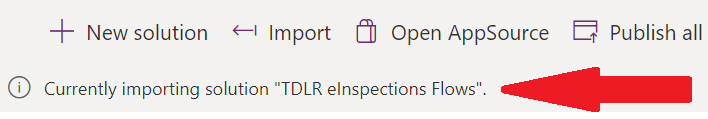 New solution Import Open AppSource Publish all
Currently importing solution "TDLR eInspections Flows".